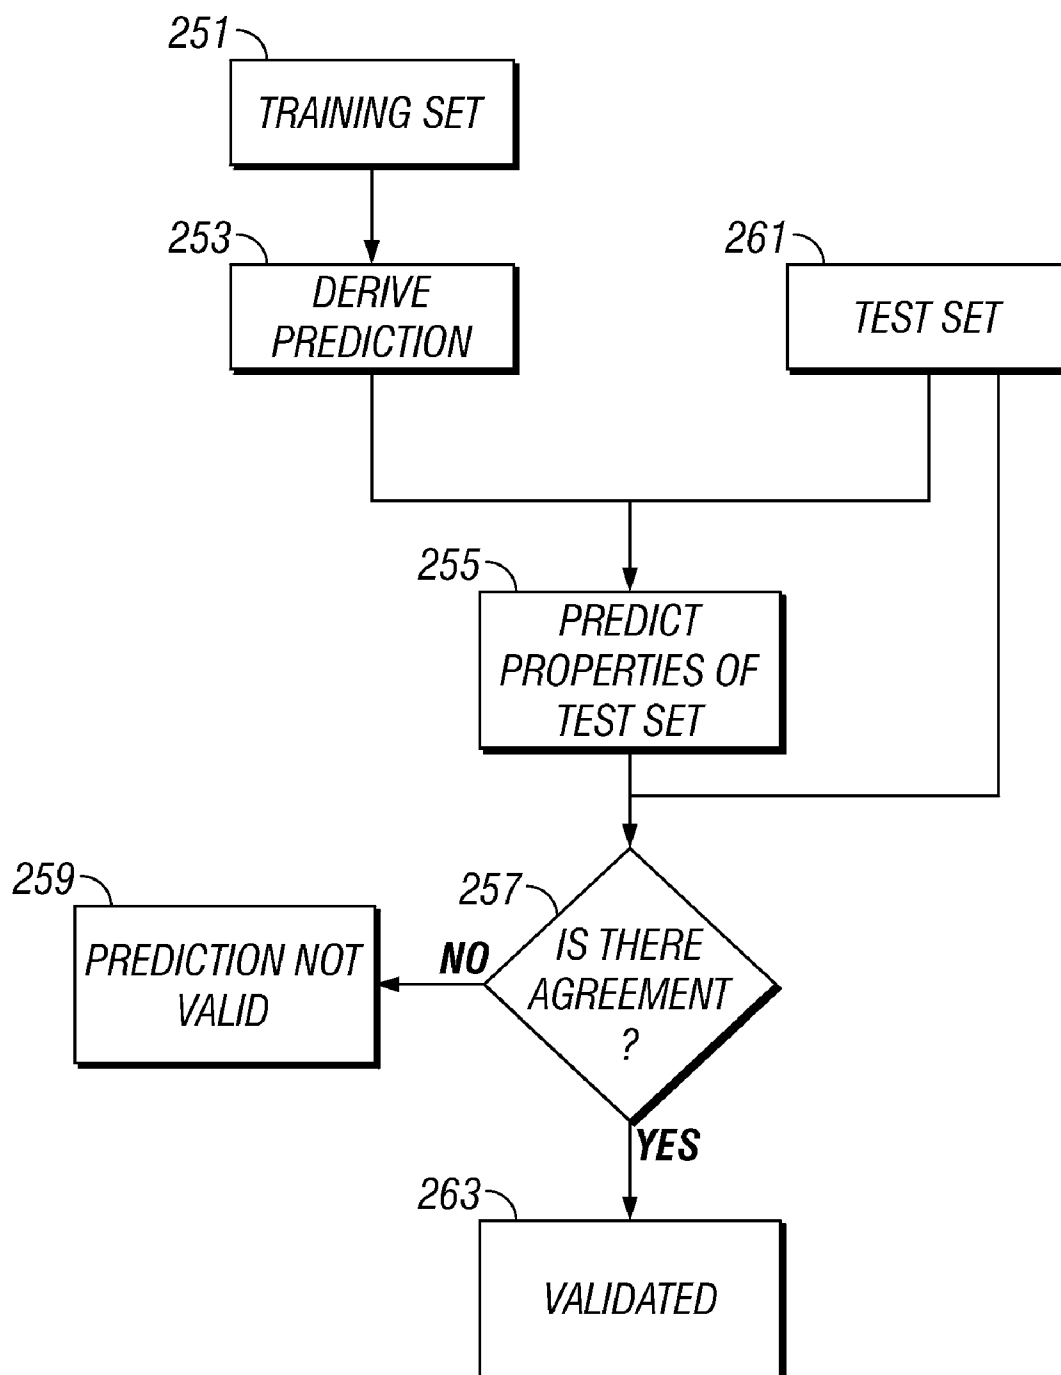 251
TRAINING SET
253
DERIVE
PREDICTION
261
TEST SET
255
PREDICT
PROPERTIES OF
TEST SET
257
IS THERE
AGREEMENT
?
NO
259
PREDICTION NOT
VALID
YES
263
VALIDATED